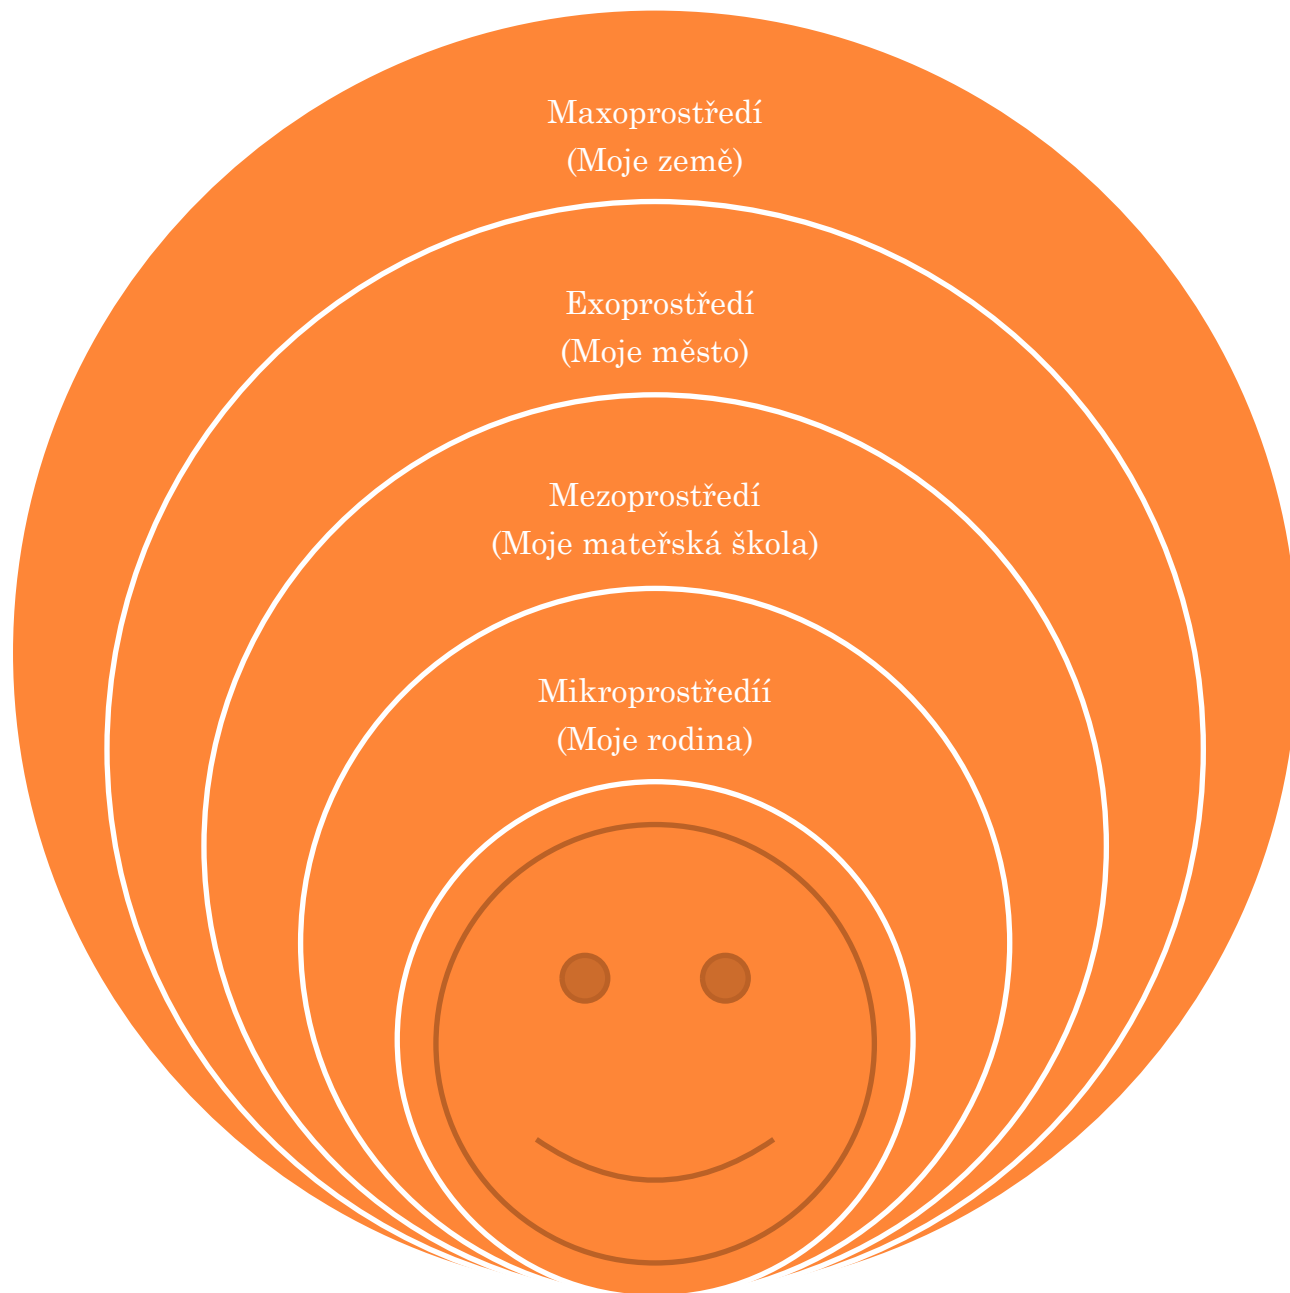 Maxoprostředí
(Moje země)
Exoprostředí
(Moje město)
Mezoprostředí
(Moje mateřská škola)
Mikroprostředíí
(Moje rodina)